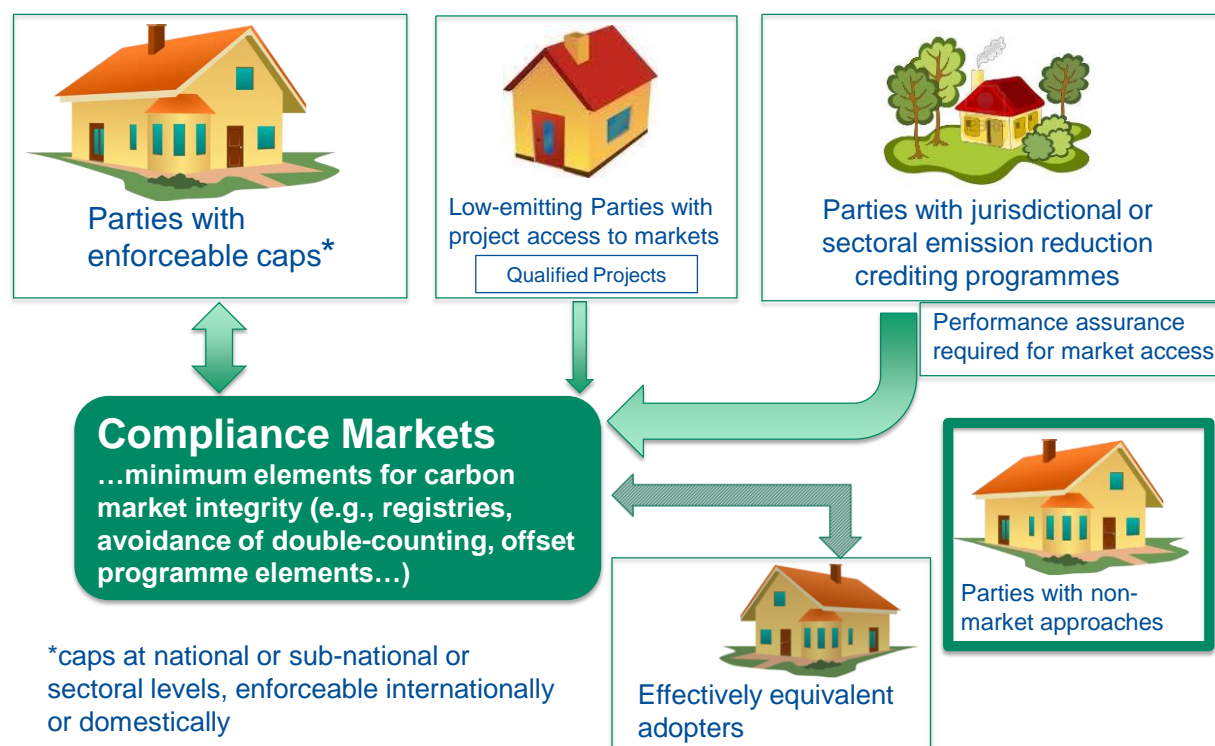 Parties with
enforceable caps*
Low-emitting Parties with
project access to markets
Qualified Projects
Parties with jurisdictional or
sectoral emission reduction
crediting programmes
Performance assurance
required for market access
Compliance Markets
…minimum elements for carbon
market integrity (e.g., registries,
avoidance of double-counting, offset
programme elements…)
Parties with non-
market approaches
Effectively equivalent
adopters
*caps at national or sub-national or
sectoral levels, enforceable internationally
or domestically